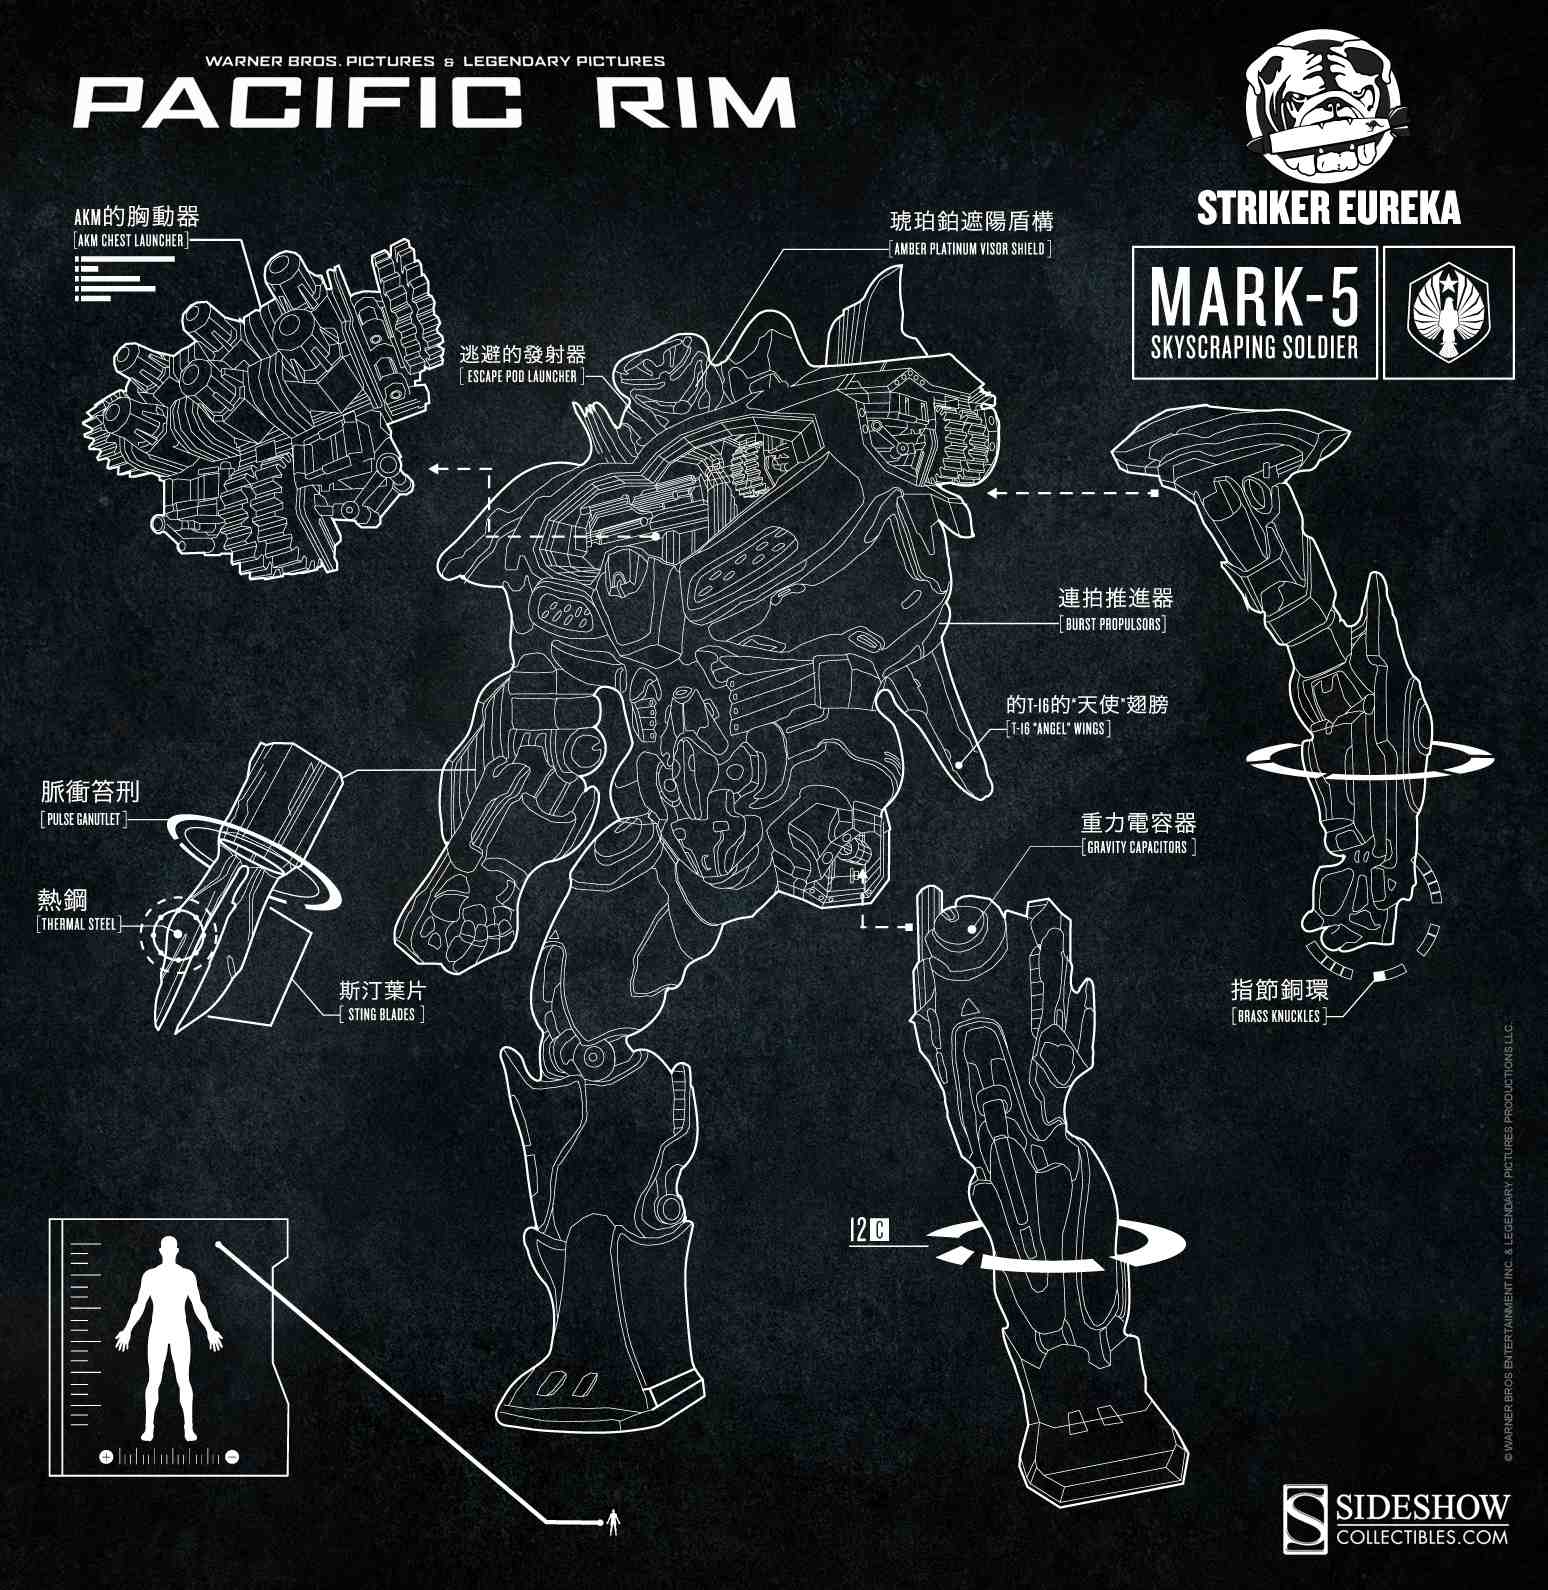 WARNER BROS. PICTURES & LEGENDARY PICTURES
PACIFIC RIM
STRIKER EUREKA
MARK-5
SKYSCRAPING SOLDIER
AKM的胸動器
[AKM CHEST LAUNCHER]
琥珀鉑遮陽盾構
[AMBER PLATINUM VISOR SHIELD]
逃避的發射器
[ESCAPE POD LAUNCHER]
連拍推進器
[BURST PROPULSORS]
的T-16的"天使"翅膀
[T-16 "ANGEL" WINGS]
脈衝笞刑
[PULSE GANUTLET]
重力電容器
[GRAVITY CAPACITORS]
熱鋼
[THERMAL STEEL]
斯汀葉片
[STING BLADES]
指節銅環
[BRASS KNUCKLES]
12 C
© WARNER BROS ENTERTAINMENT INC. & LEGENDARY PICTURES PRODUCTIONS LLC.
S SIDESHOW
COLLECTIBLES.COM